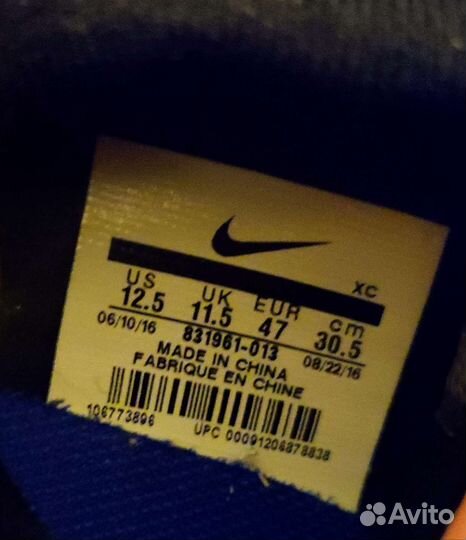 XC
US UK EUR cm
12.5 11.5 47 30.5
06/10/16 831961-013 08/22/16
MADE IN CHINA
FABRIQUE EN CHINE
106773896 UPC 00091206878838
Avito